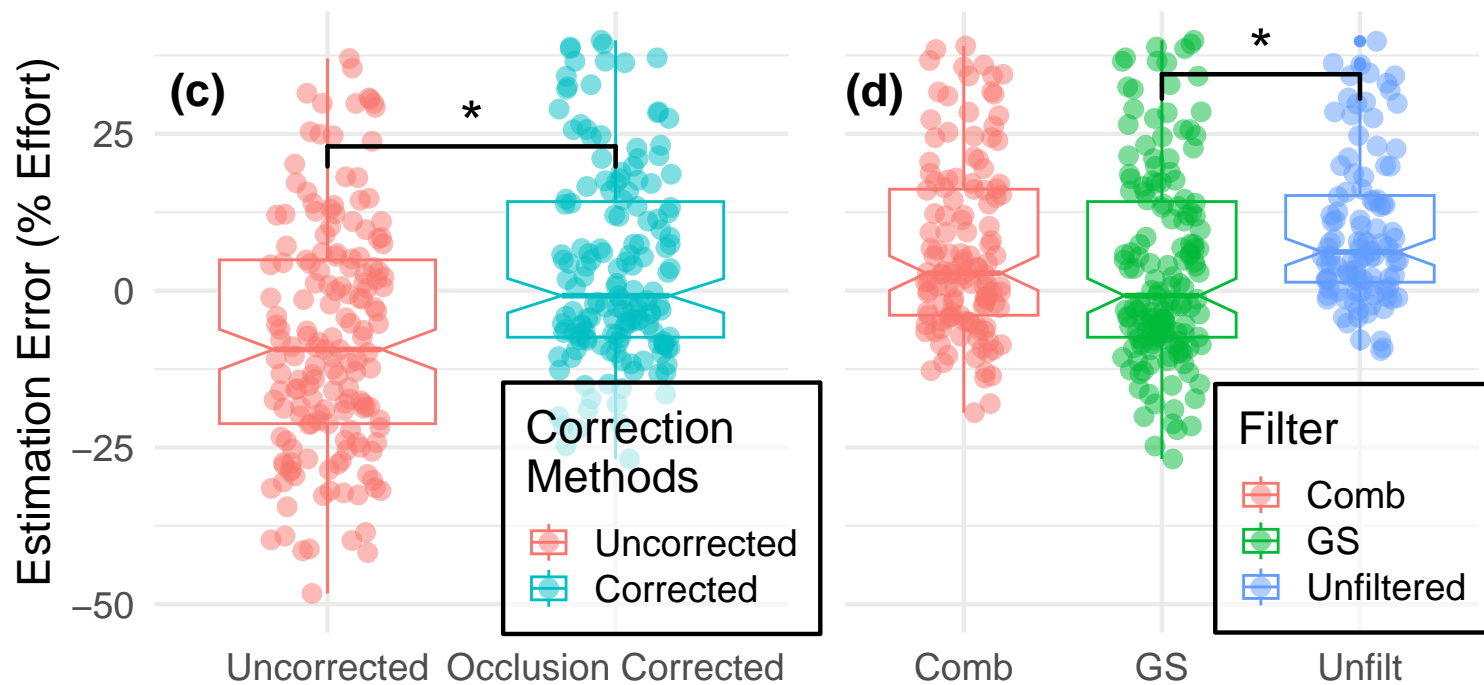 Estimation Error (% Effort)
25
0
−25
−50
(c)
*
Correction
Methods
Uncorrected
Corrected
Uncorrected
Occlusion Corrected
(d)
*
Filter
Comb
GS
Unfiltered
Comb
GS
Unfilt